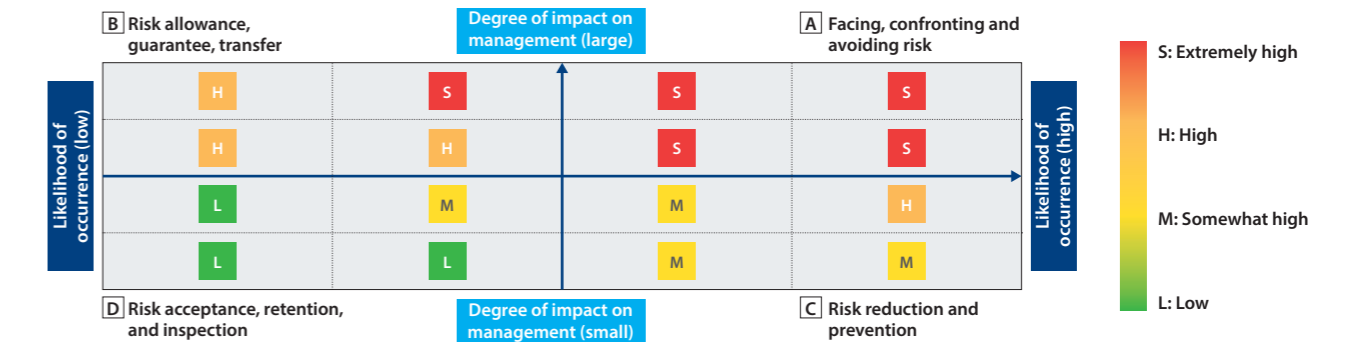 B Risk allowance,
guarantee, transfer
Degree of impact on
management (large)
A Facing, confronting and
avoiding risk
Likelihood of
occurrence (low)
H S S S
H H S S
L M M H
L L M M
Likelihood of
occurrence (high)
S: Extremely high
H: High
M: Somewhat high
L: Low
D Risk acceptance, retention,
and inspection
Degree of impact on
management (small)
C Risk reduction and
prevention